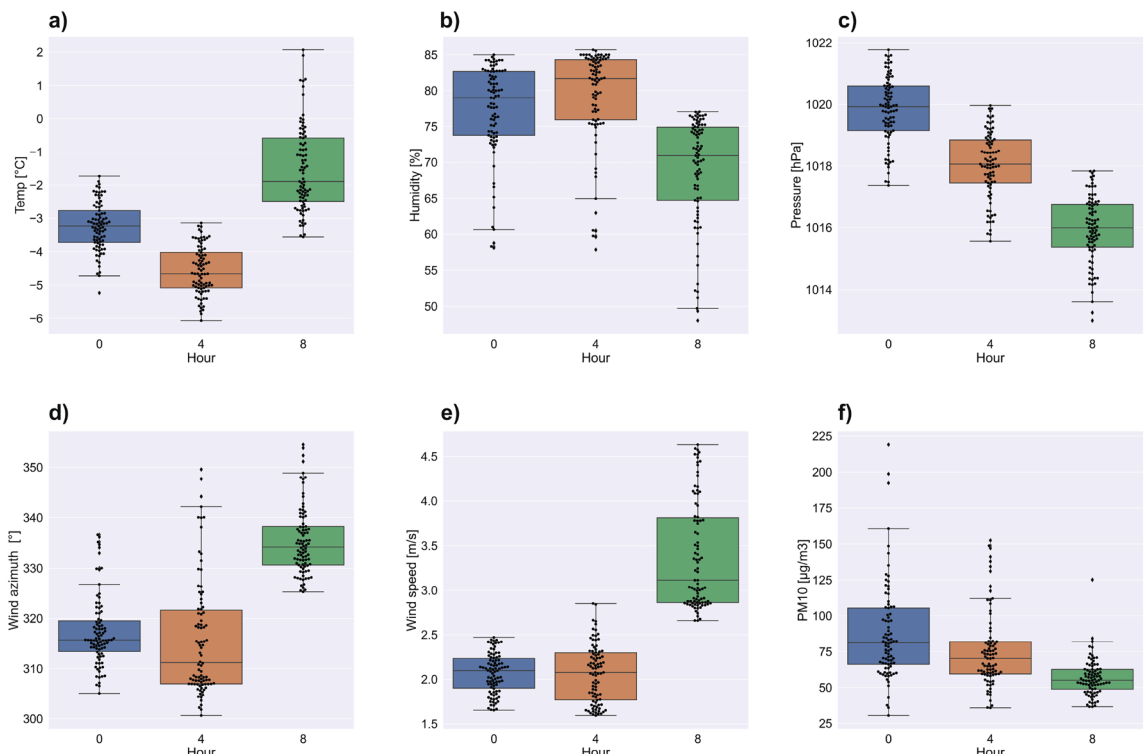 a)
Temp [°C]
2
1
0
−1
−2
−3
−4
−5
−6
0 4 8
Hour
b)
Humidity [%]
85
80
75
70
65
60
55
50
0 4 8
Hour
c)
Pressure [hPa]
1022
1020
1018
1016
1014
0 4 8
Hour
d)
Wind azimuth [°]
350
340
330
320
310
300
0 4 8
Hour
e)
Wind speed [m/s]
4.5
4.0
3.5
3.0
2.5
2.0
1.5
0 4 8
Hour
f)
PM10 [µg/m3]
225
200
175
150
125
100
75
50
25
0 4 8
Hour